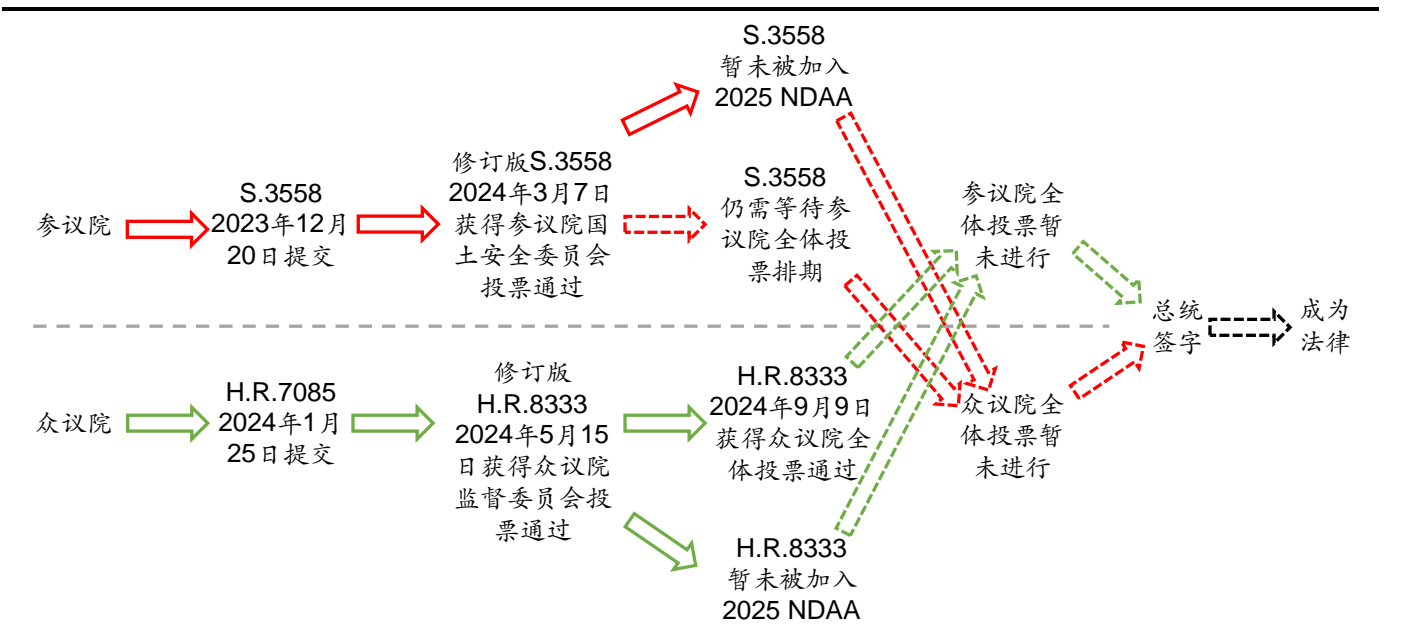 S.3558
暂未被加入
2025 NDAA
参议院
S.3558
2023年12月
20日提交
修订版S.3558
2024年3月7日
获得参议院国
土安全委员会
投票通过
S.3558
仍需等待参
议院全体投
票排期
参议院全
体投票暂
未进行
总统
签字
成为
法律
众议院
H.R.7085
2024年1月
25日提交
修订版
H.R.8333
2024年5月15
日获得众议院
监督委员会投
票通过
H.R.8333
2024年9月9日
获得众议院全
体投票通过
众议院全
体投票暂
未进行
H.R.8333
暂未被加入
2025 NDAA